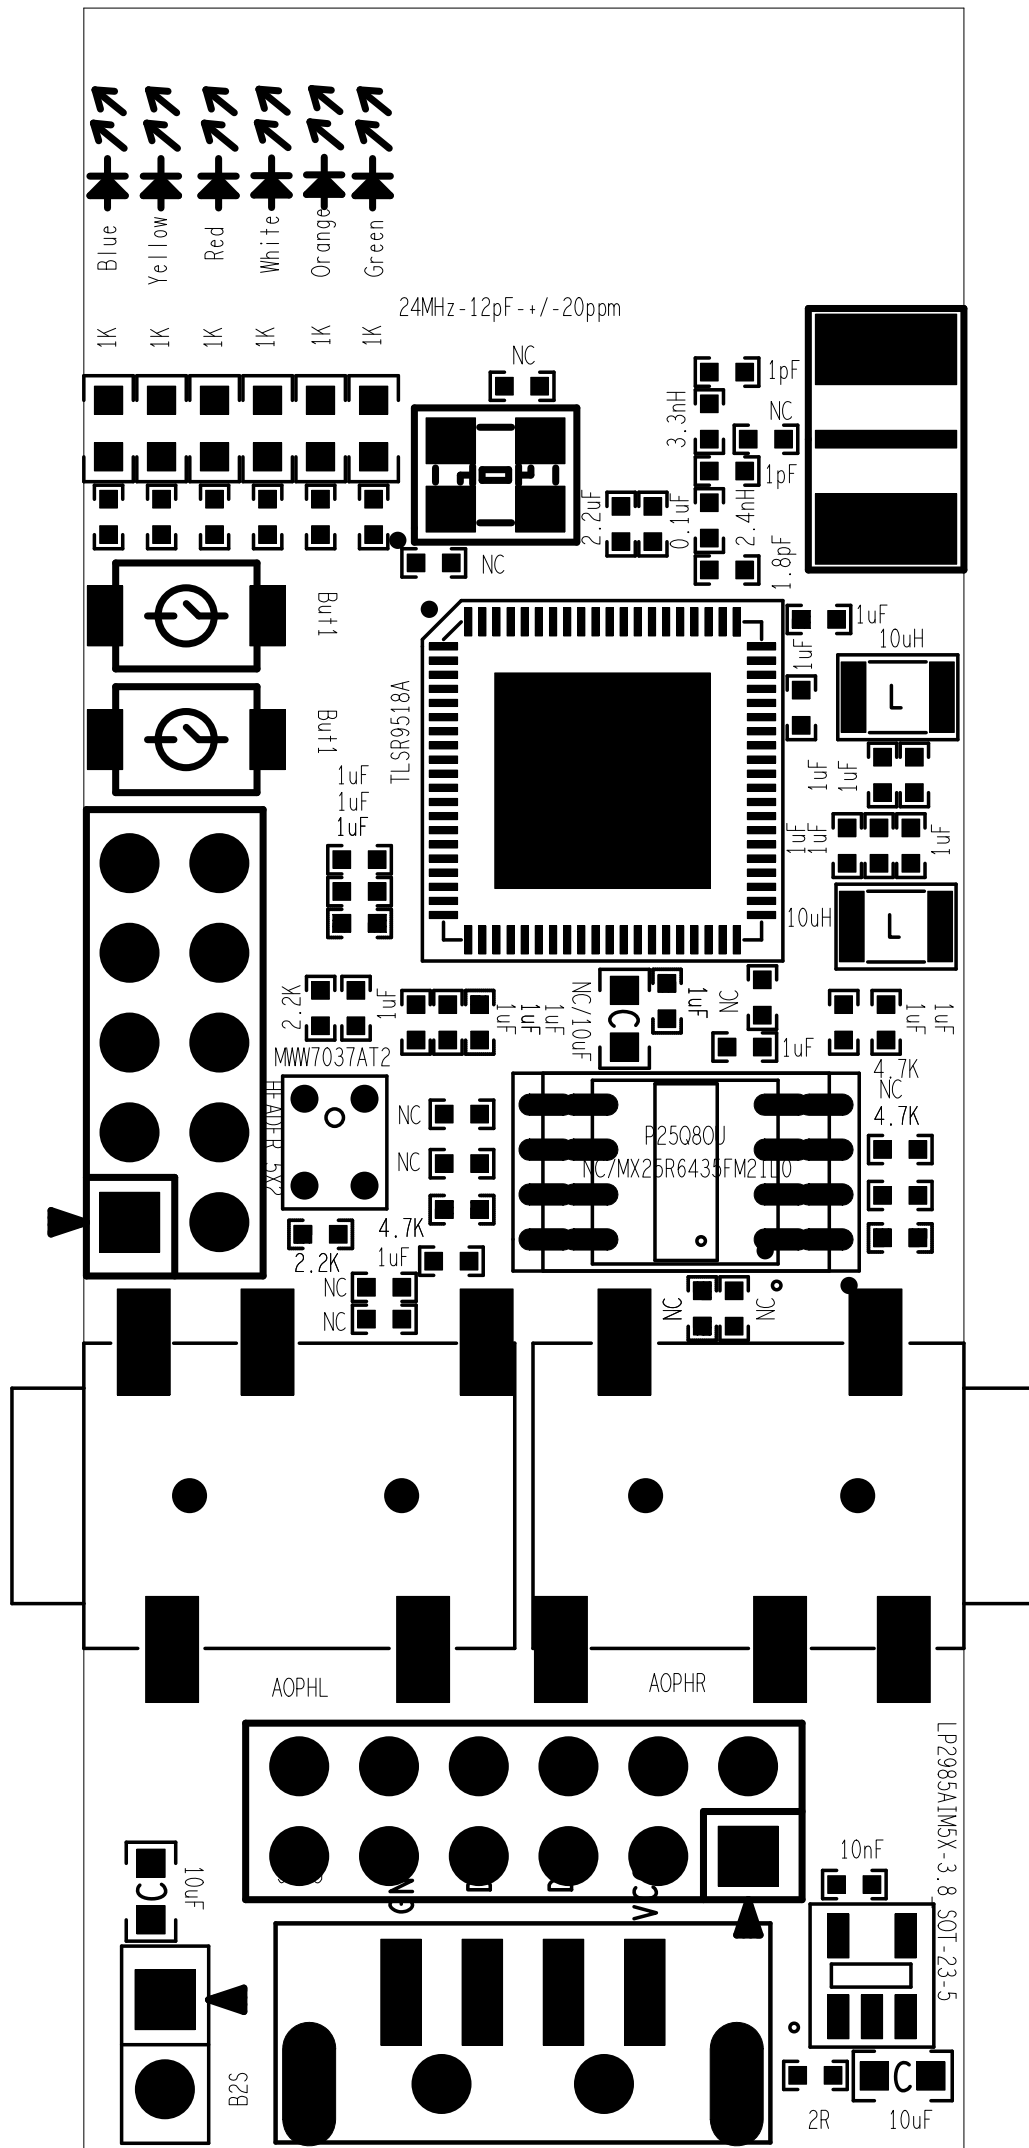 Blue
Yellow
Red
White
Orange
Green
1K
1K
1K
1K
1K
1K
24MHz-12pF-+/-20ppm
NC
1pF
3.3nH
NC
1pF
2.2uF
0.1uF
2.4nH
NC
1.8pF
But1
1uF
10uH
1uF
L
TLSR9518A
But1
1uF
1uF
1uF
1uF
1uF
1uF
1uF
1uF
10uH
L
2.2K
1uF
1uF
1uF
1uF
NC/10uF
C
1uF
NC
1uF
1uF
1uF
MWW7037AT2
4.7K
NC
4.7K
HEADER 5X2
NC
P25Q80U
NC
NC/MX25R6435FM2IL0
4.7K
2.2K
1uF
NC
NC
NC
NC
AOPHL
AOPHR
LP2985AIM5X-3.8 SOT-23-5
10nF
10uF
C
GN
D
D
VC
B2S
C
2R
10uF